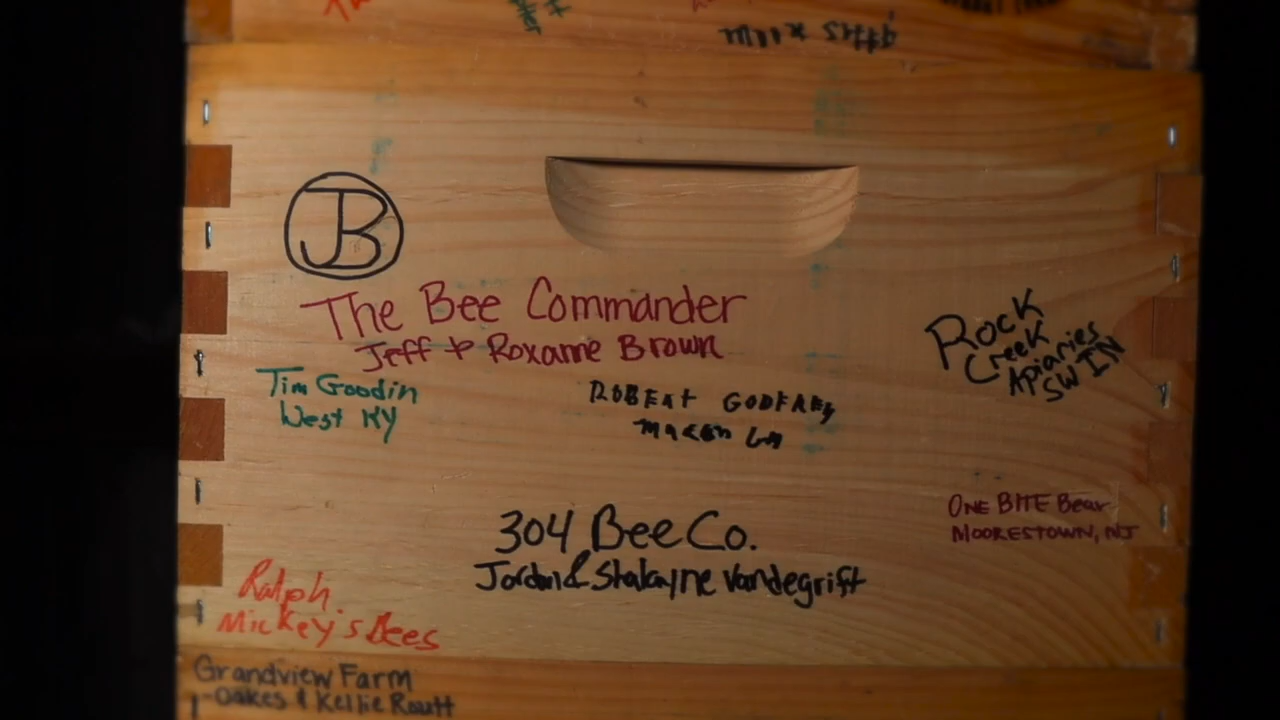 JB
The Bee Commander
Jeff & Roxanne Brown
Rock
Creek
Apiaries
SW IN
Tim Goodin
West KY
ROBERT GODFREY
MACON GA
ONE BITE Bear
MOORESTOWN, NJ
304 Bee Co.
Jordan & Shalayne Vandegrift
Ralph
Mickey's Bees
Grandview Farm
-Oakes & Kellie Routt